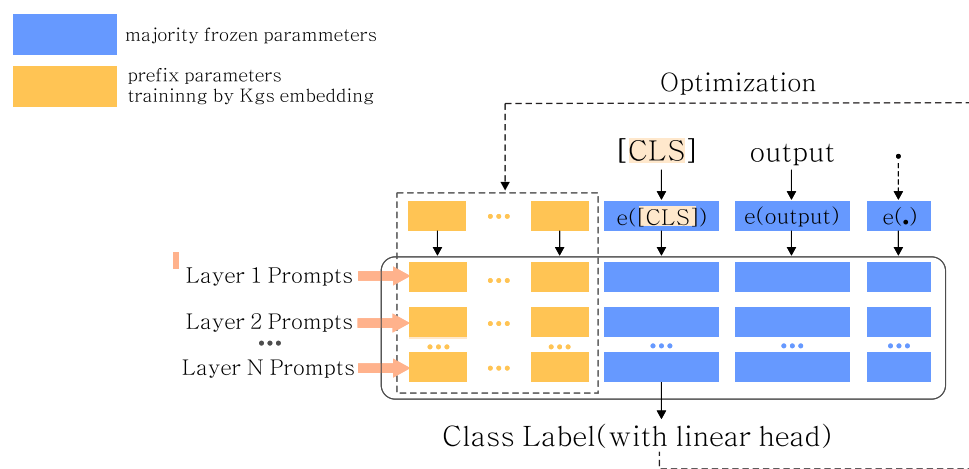 majority frozen parammeters
prefix parameters
traininng by Kgs embedding
Optimization
[CLS] output .
e([CLS]) e(output) e(.)
Layer 1 Prompts
Layer 2 Prompts
...
Layer N Prompts
Class Label(with linear head)